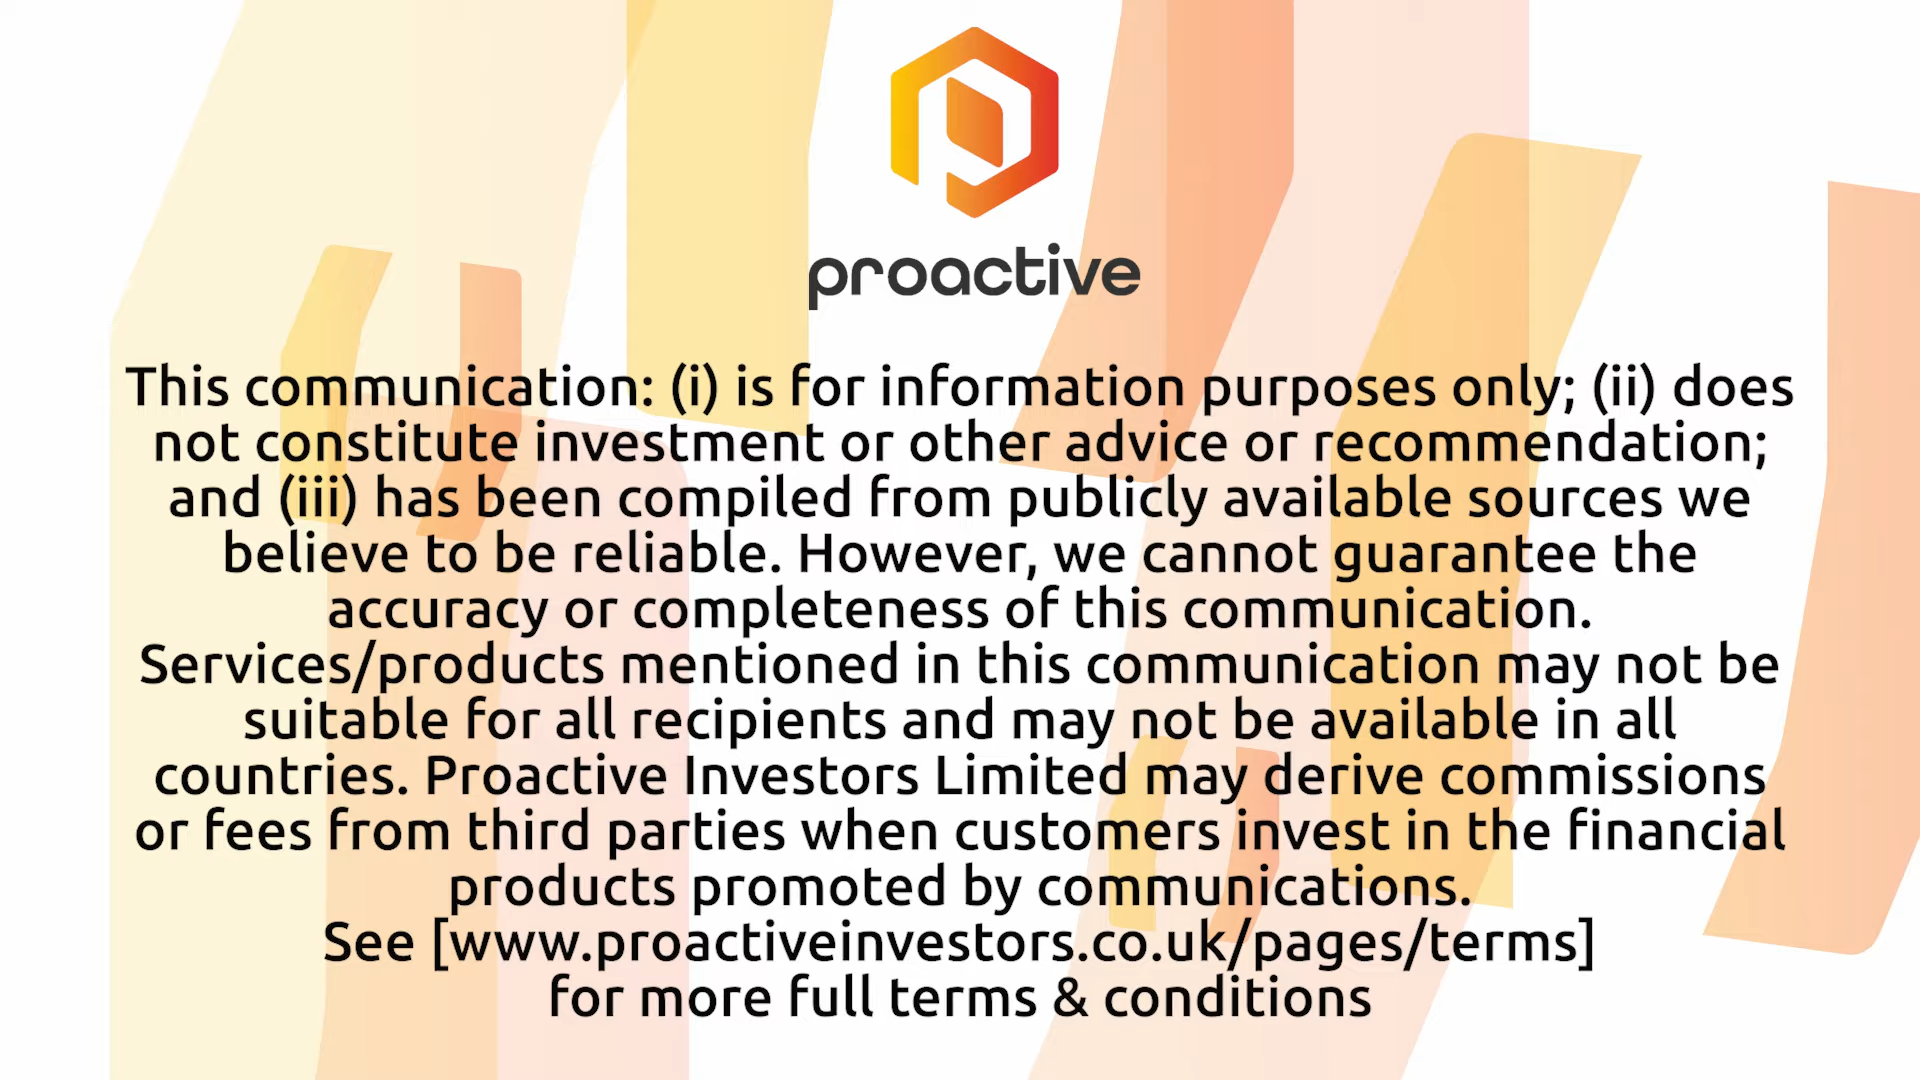 proactive
This communication: (i) is for information purposes only; (ii) does
not constitute investment or other advice or recommendation;
and (iii) has been compiled from publicly available sources we
believe to be reliable. However, we cannot guarantee the
accuracy or completeness of this communication.
Services/products mentioned in this communication may not be
suitable for all recipients and may not be available in all
countries. Proactive Investors Limited may derive commissions
or fees from third parties when customers invest in the financial
products promoted by communications.
See [www.proactiveinvestors.co.uk/pages/terms]
for more full terms & conditions